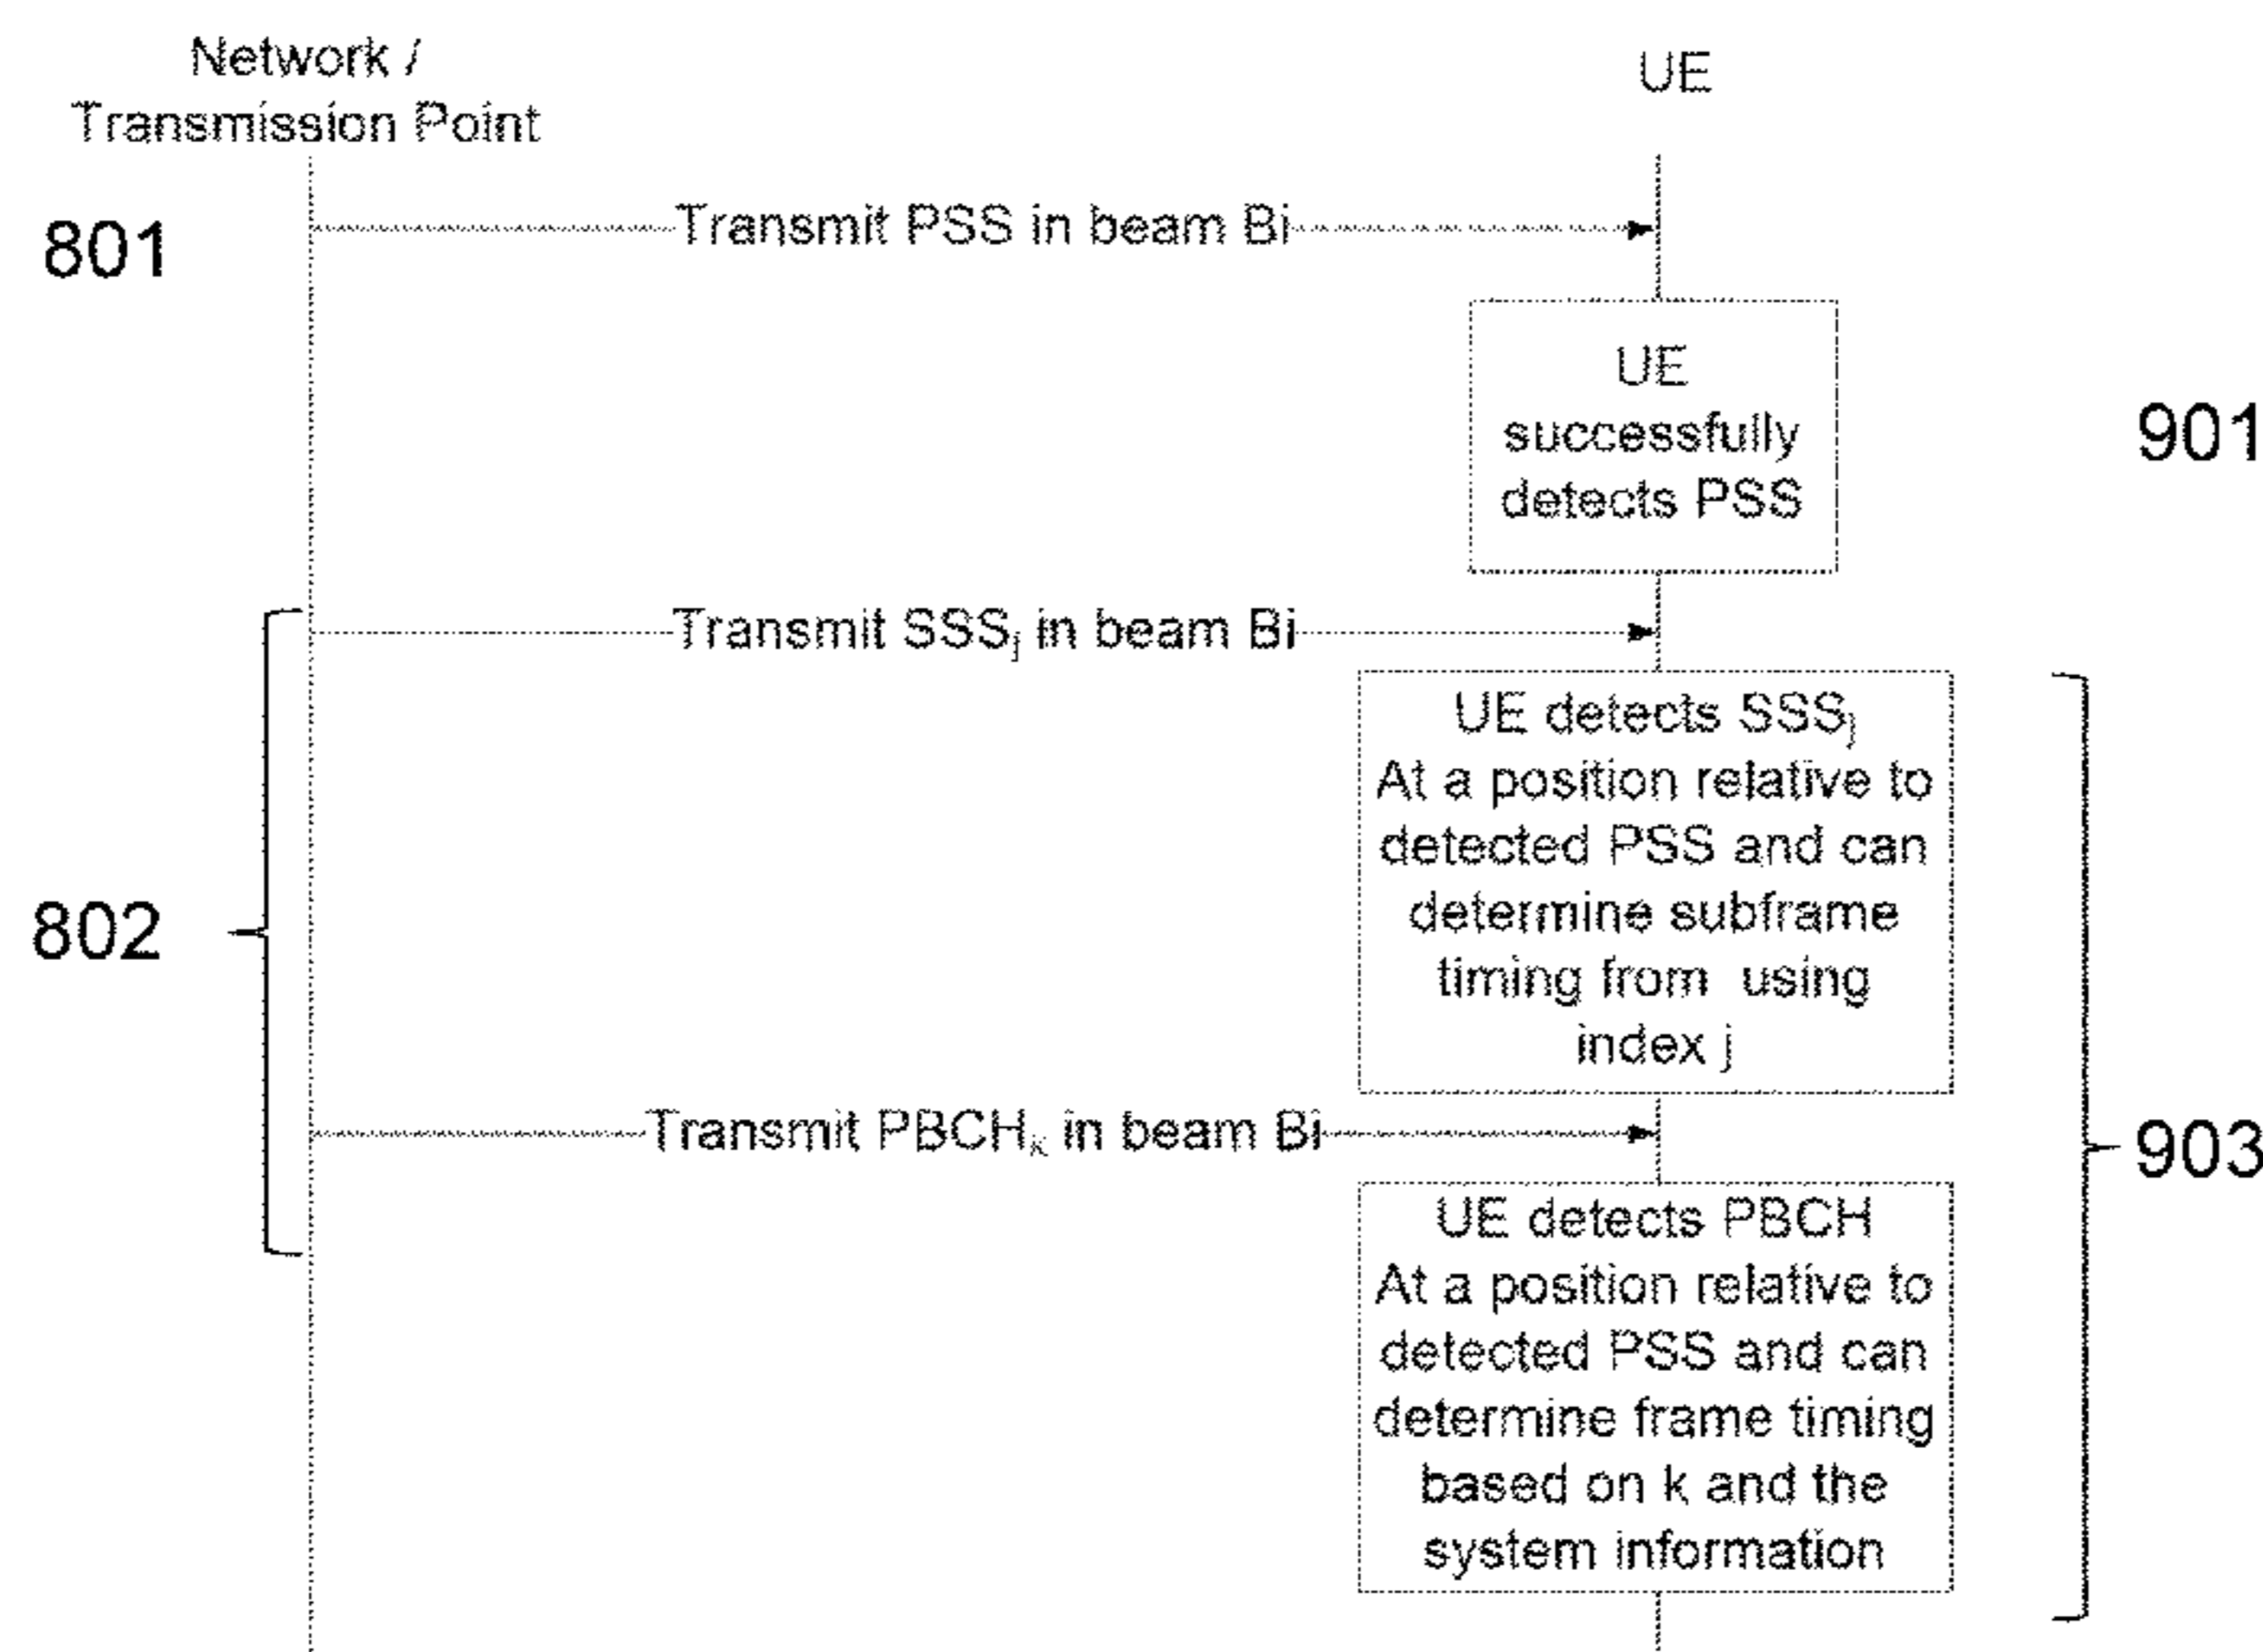 Network /
Transmission Point
UE
801
Transmit PSS in beam Bi
UE
successfully
detects PSS
901
Transmit SSSj in beam Bi
UE detects SSSj
At a position relative to
detected PSS and can
determine subframe
timing from using
index j
802
Transmit PBCHk in beam Bi
903
UE detects PBCH
At a position relative to
detected PSS and can
determine frame timing
based on k and the
system information